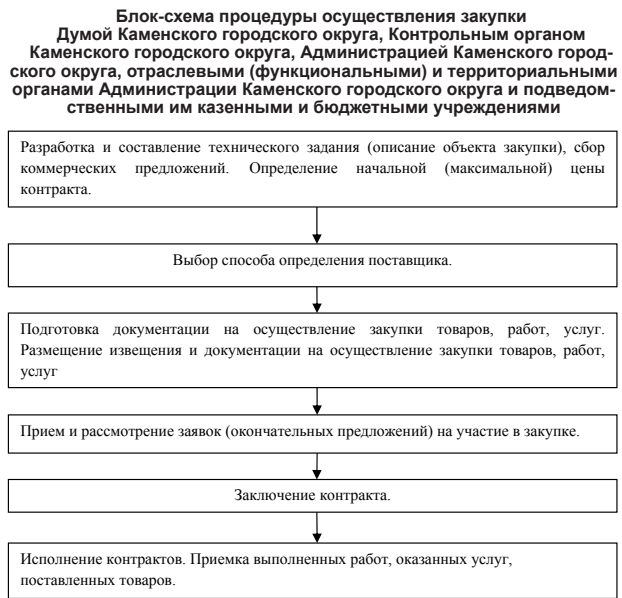 Блок-схема процедуры осуществления закупки
Думой Каменского городского округа, Контрольным органом
Каменского городского округа, Администрацией Каменского город-
ского округа, отраслевыми (функциональными) и территориальными
органами Администрации Каменского городского округа и подведом-
ственными им казенными и бюджетными учреждениями
Разработка и составление технического задания (описание объекта закупки), сбор
коммерческих предложений. Определение начальной (максимальной) цены
контракта.
Выбор способа определения поставщика.
Подготовка документации на осуществление закупки товаров, работ, услуг.
Размещение извещения и документации на осуществление закупки товаров, работ,
услуг
Прием и рассмотрение заявок (окончательных предложений) на участие в закупке.
Заключение контракта.
Исполнение контрактов. Приемка выполненных работ, оказанных услуг,
поставленных товаров.